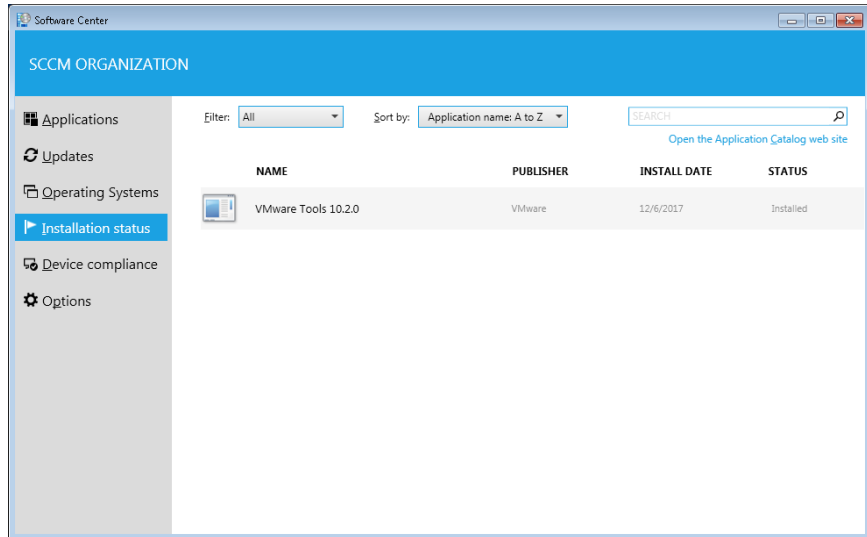 Software Center
SCCM ORGANIZATION
Applications
Updates
Operating Systems
Installation status
Device compliance
Options
Filter: All Sort by: Application name: A to Z SEARCH
Open the Application Catalog web site
NAME PUBLISHER INSTALL DATE STATUS
VMware Tools 10.2.0 VMware 12/6/2017 Installed